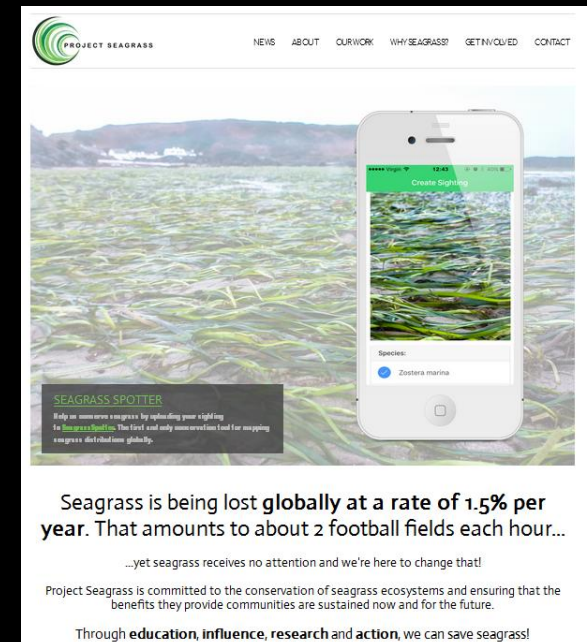 PROJECT SEAGRASS
NEWS ABOUT OUR WORK WHY SEAGRASS? GET INVOLVED CONTACT
Virgin 12:43
Create Sighting
Species:
Zostera marina
SEAGRASS SPOTTER
Help us conserve seagrass by uploading your sighting
to SeagrassSpotter. The first and only conservation tool for mapping
seagrass distributions globally.
Seagrass is being lost globally at a rate of 1.5% per
year. That amounts to about 2 football fields each hour...
...yet seagrass receives no attention and we're here to change that!
Project Seagrass is committed to the conservation of seagrass ecosystems and ensuring that the
benefits they provide communities are sustained now and for the future.
Through education, influence, research and action, we can save seagrass!